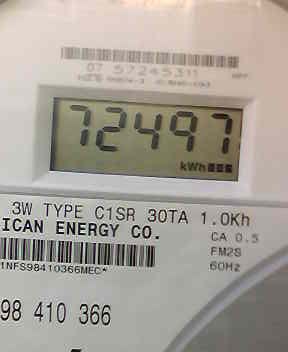 07 57245311
72497
kWh
3W TYPE C1SR 30TA 1.0Kh
ICAN ENERGY CO.
CA 0.5
FM2S
60Hz
1NFS98410366MEC*
98 410 366